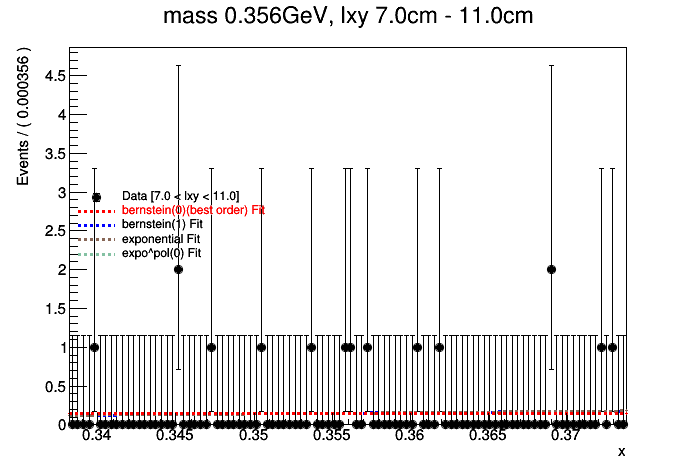 mass 0.356GeV, lxy 7.0cm - 11.0cm
Events / ( 0.000356 )
4.5
4
3.5
3
2.5
2
1.5
1
0.5
0
Data [7.0 < lxy < 11.0]
bernstein(0)(best order) Fit
bernstein(1) Fit
exponential Fit
expo^pol(0) Fit
0.34 0.345 0.35 0.355 0.36 0.365 0.37
x